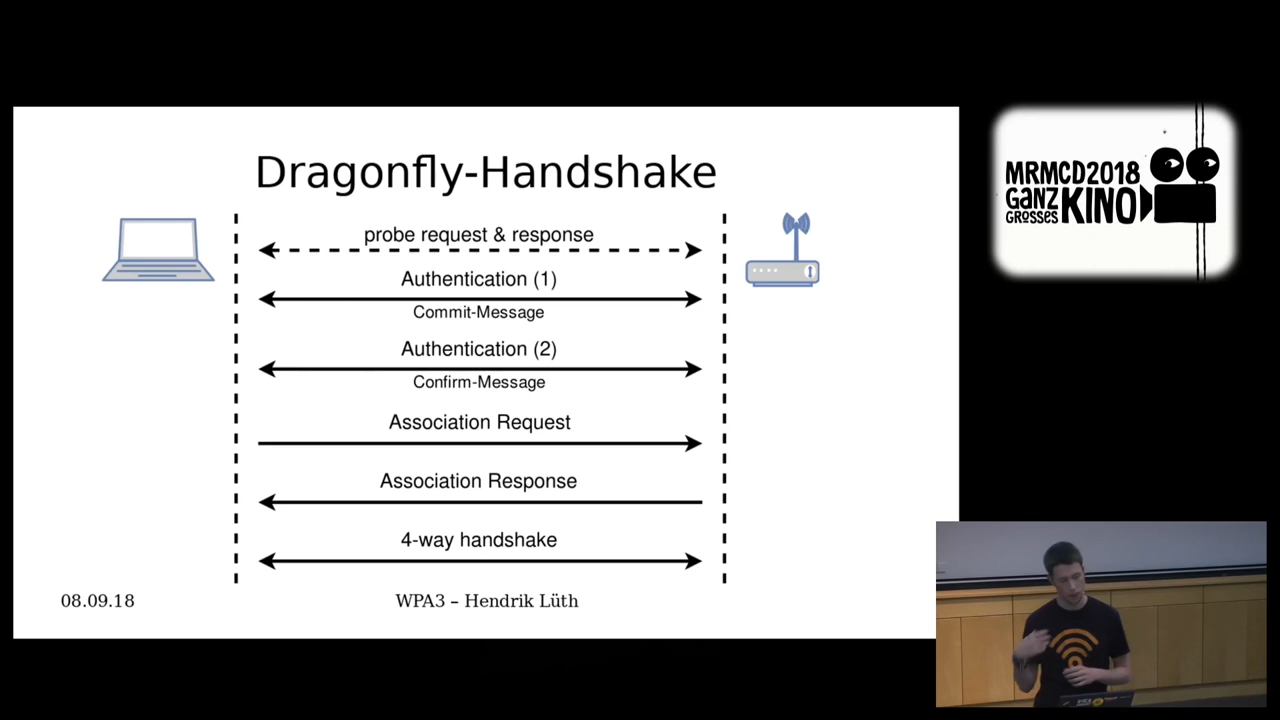 Dragonfly-Handshake
probe request & response
Authentication (1)
Commit-Message
Authentication (2)
Confirm-Message
Association Request
Association Response
4-way handshake
08.09.18
WPA3 – Hendrik Lüth
MRMCD2018
GANZ
GROSSES
KINO